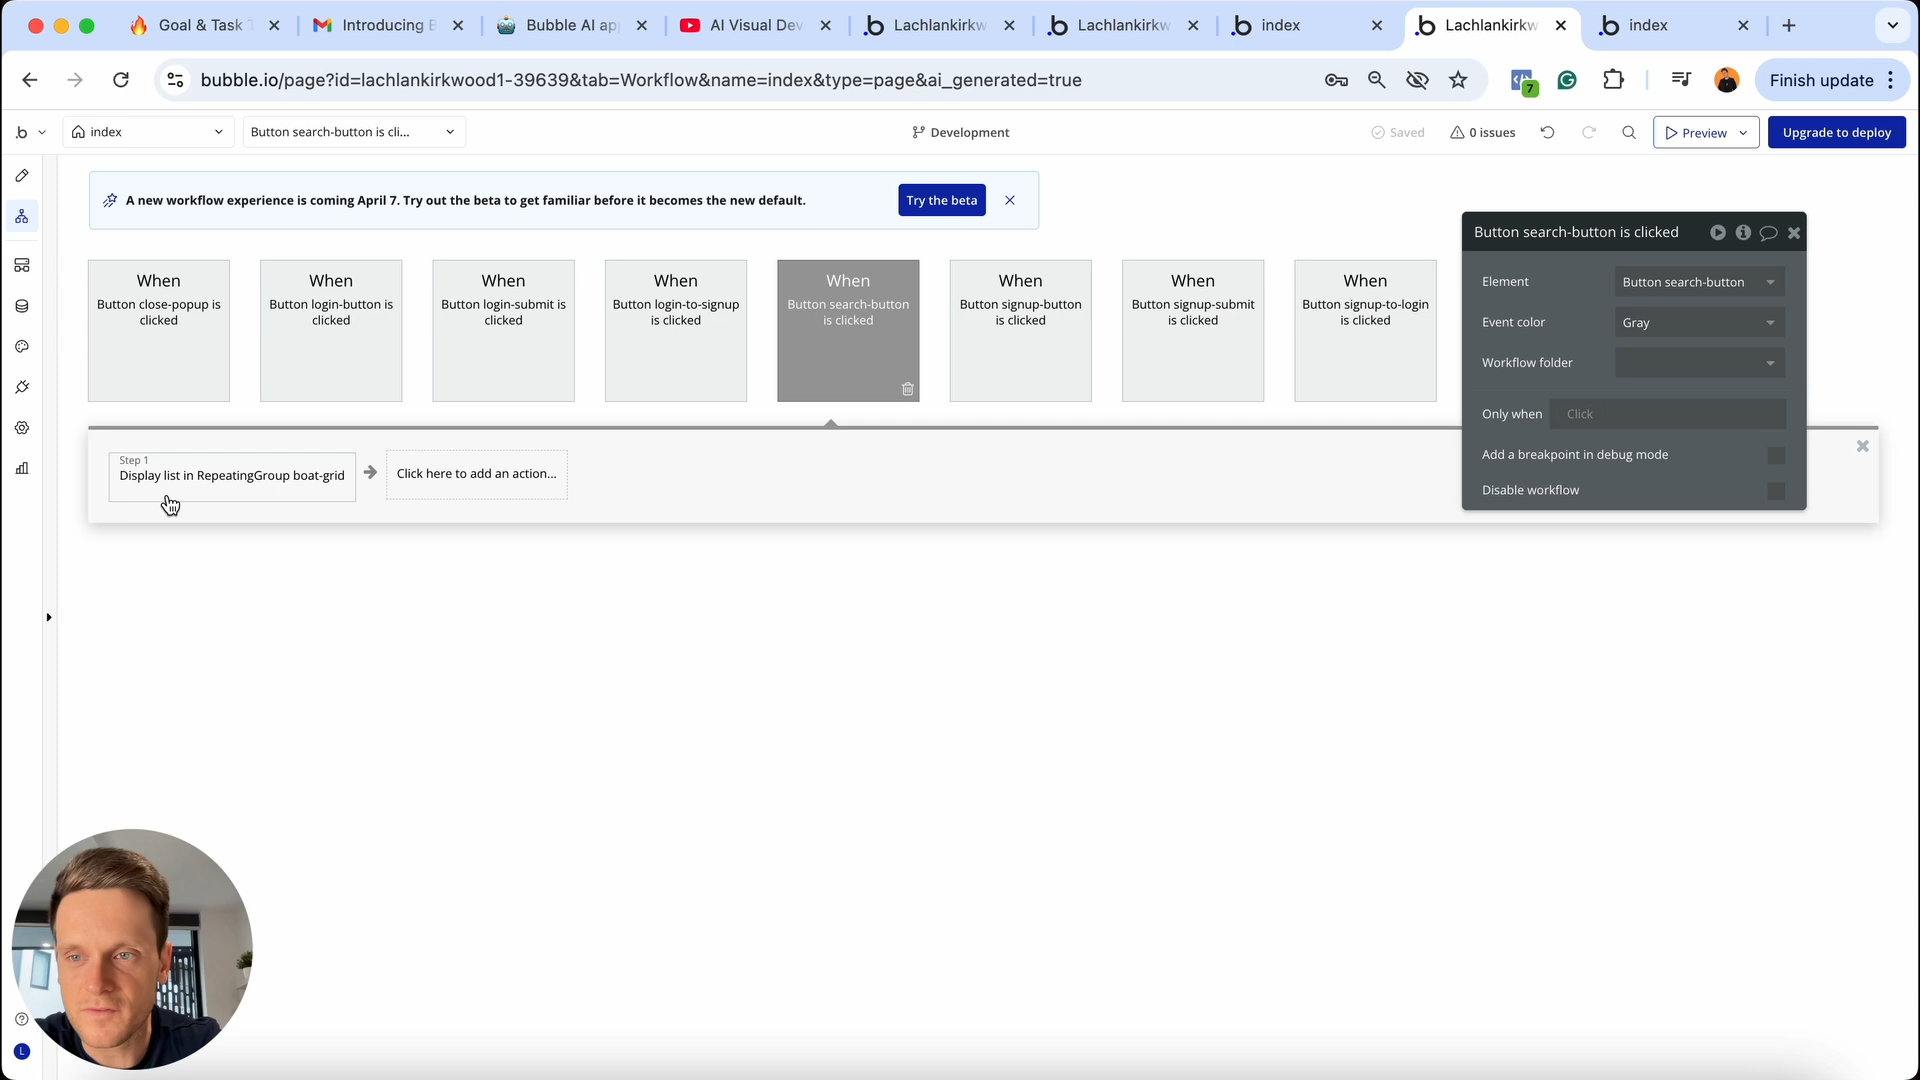 Goal & Task T
Introducing B
Bubble AI ap
AI Visual Dev
Lachlankirkw
Lachlankirkw
index
Lachlankirkw
index
bubble.io/page?id=lachlankirkwood1-39639&tab=Workflow&name=index&type=page&ai_generated=true
7
Finish update
index
Button search-button is cli...
Development
Saved
0 issues
Preview
Upgrade to deploy
A new workflow experience is coming April 7. Try out the beta to get familiar before it becomes the new default.
Try the beta
When
Button close-popup is
clicked
When
Button login-button is
clicked
When
Button login-submit is
clicked
When
Button login-to-signup
is clicked
When
Button search-button
is clicked
When
Button signup-button
is clicked
When
Button signup-submit
is clicked
When
Button signup-to-login
is clicked
Button search-button is clicked
Element
Button search-button
Event color
Gray
Workflow folder
Only when
Click
Add a breakpoint in debug mode
Disable workflow
Step 1
Display list in RepeatingGroup boat-grid
Click here to add an action...
L